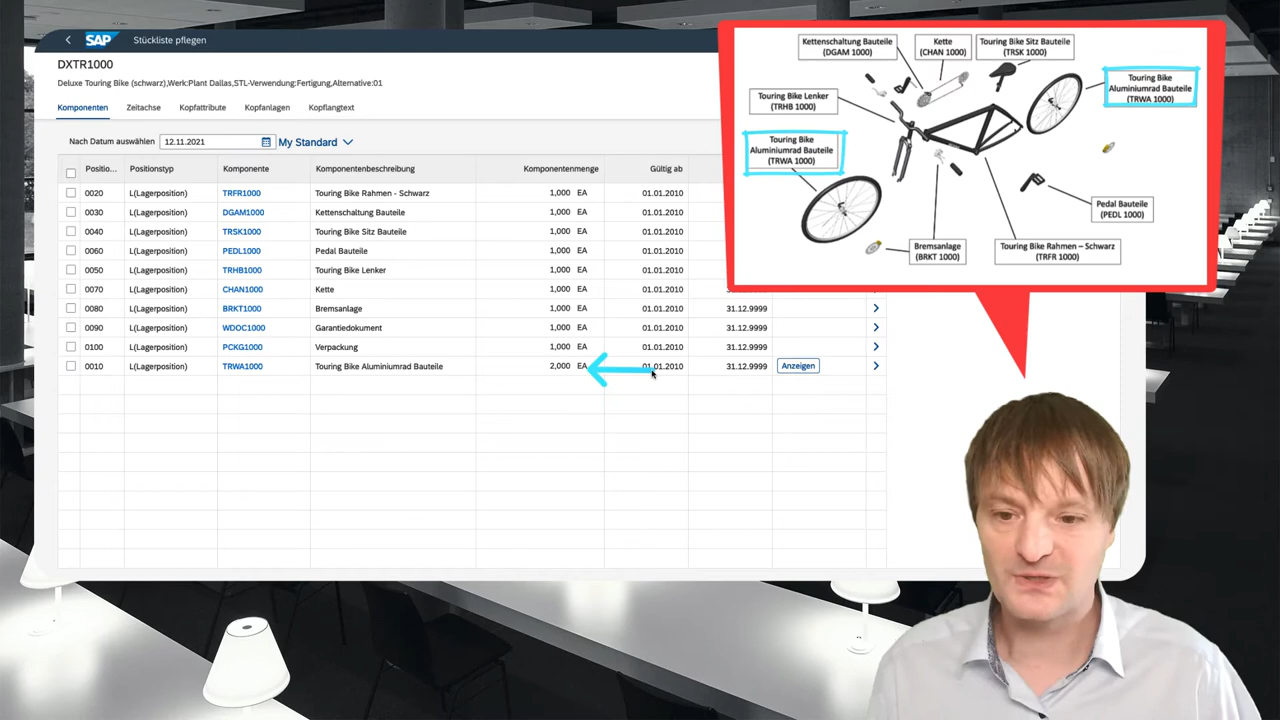 SAP Stückliste pflegen
DXTR1000
Deluxe Touring Bike (schwarz),Werk:Plant Dallas,STL-Verwendung:Fertigung,Alternative:01
Komponenten Zeitachse Kopfattribute Kopfanlagen Kopflangtext
Nach Datum auswählen 12.11.2021 My Standard
Positio... Positionstyp Komponente Komponentenbeschreibung Komponentenmenge Gültig ab
0020 L(Lagerposition) TRFR1000 Touring Bike Rahmen - Schwarz 1,000 EA 01.01.2010
0030 L(Lagerposition) DGAM1000 Kettenschaltung Bauteile 1,000 EA 01.01.2010
0040 L(Lagerposition) TRSK1000 Touring Bike Sitz Bauteile 1,000 EA 01.01.2010
0060 L(Lagerposition) PEDL1000 Pedal Bauteile 1,000 EA 01.01.2010
0050 L(Lagerposition) TRHB1000 Touring Bike Lenker 1,000 EA 01.01.2010
0070 L(Lagerposition) CHAN1000 Kette 1,000 EA 01.01.2010
0080 L(Lagerposition) BRKT1000 Bremsanlage 1,000 EA 01.01.2010 31.12.9999
0090 L(Lagerposition) WDOC1000 Garantiedokument 1,000 EA 01.01.2010 31.12.9999
0100 L(Lagerposition) PCKG1000 Verpackung 1,000 EA 01.01.2010 31.12.9999
0010 L(Lagerposition) TRWA1000 Touring Bike Aluminiumrad Bauteile 2,000 EA 01.01.2010 31.12.9999 Anzeigen
Kettenschaltung Bauteile
(DGAM 1000)
Kette
(CHAN 1000)
Touring Bike Sitz Bauteile
(TRSK 1000)
Touring Bike
Aluminiumrad Bauteile
(TRWA 1000)
Touring Bike Lenker
(TRHB 1000)
Touring Bike
Aluminiumrad Bauteile
(TRWA 1000)
Pedal Bauteile
(PEDL 1000)
Bremsanlage
(BRKT 1000)
Touring Bike Rahmen – Schwarz
(TRFR 1000)